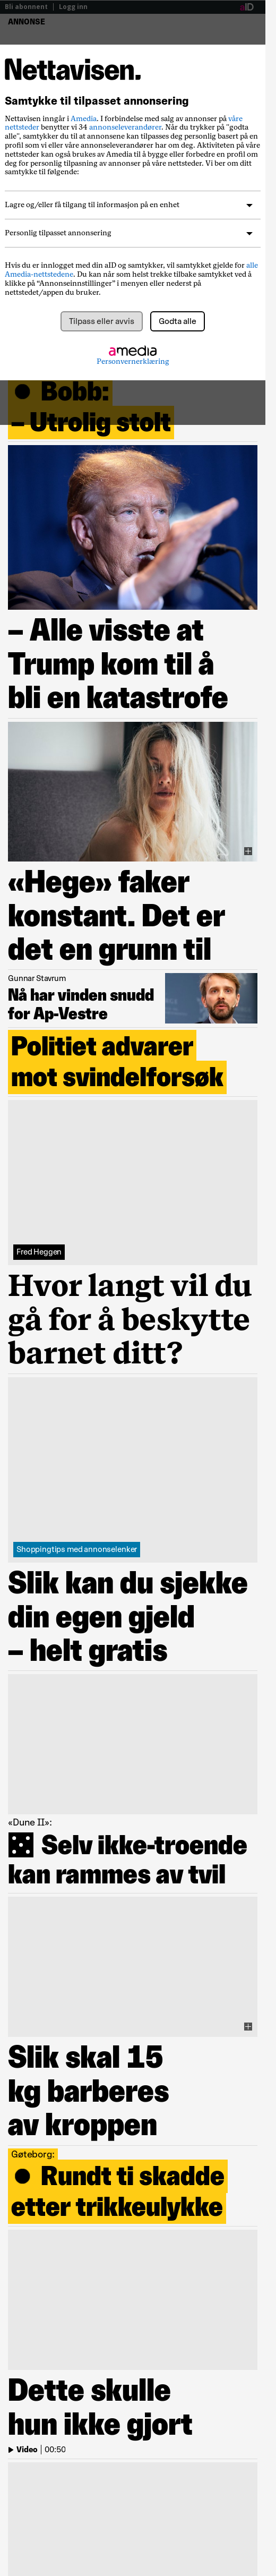 Bli abonnent | Logg inn
aID
ANNONSE
Nettavisen.
Samtykke til tilpasset annonsering
Nettavisen inngår i Amedia. I forbindelse med salg av annonser på våre
nettsteder benytter vi 34 annonseleverandører. Når du trykker på "godta
alle", samtykker du til at annonsene kan tilpasses deg personlig basert på en
profil som vi eller våre annonseleverandører har om deg. Aktiviteten på våre
nettsteder kan også brukes av Amedia til å bygge eller forbedre en profil om
deg for personlig tilpasning av annonser på våre nettsteder. Vi ber om ditt
samtykke til følgende:
Lagre og/eller få tilgang til informasjon på en enhet
Personlig tilpasset annonsering
Hvis du er innlogget med din aID og samtykker, vil samtykket gjelde for alle
Amedia-nettstedene. Du kan når som helst trekke tilbake samtykket ved å
klikke på “Annonseinnstillinger” i menyen eller nederst på
nettstedet/appen du bruker.
Tilpass eller avvis
Godta alle
amedia
Personvernerklæring
Bobb:
– Utrolig stolt
– Alle visste at
Trump kom til å
bli en katastrofe
«Hege» faker
konstant. Det er
det en grunn til
Gunnar Stavrum
Nå har vinden snudd
for Ap-Vestre
Politiet advarer
mot svindelforsøk
Fred Heggen
Hvor langt vil du
gå for å beskytte
barnet ditt?
Shoppingtips med annonselenker
Slik kan du sjekke
din egen gjeld
– helt gratis
«Dune II»:
Selv ikke-troende
kan rammes av tvil
Slik skal 15
kg barberes
av kroppen
Gøteborg:
Rundt ti skadde
etter trikkeulykke
Dette skulle
hun ikke gjort
Video | 00:50